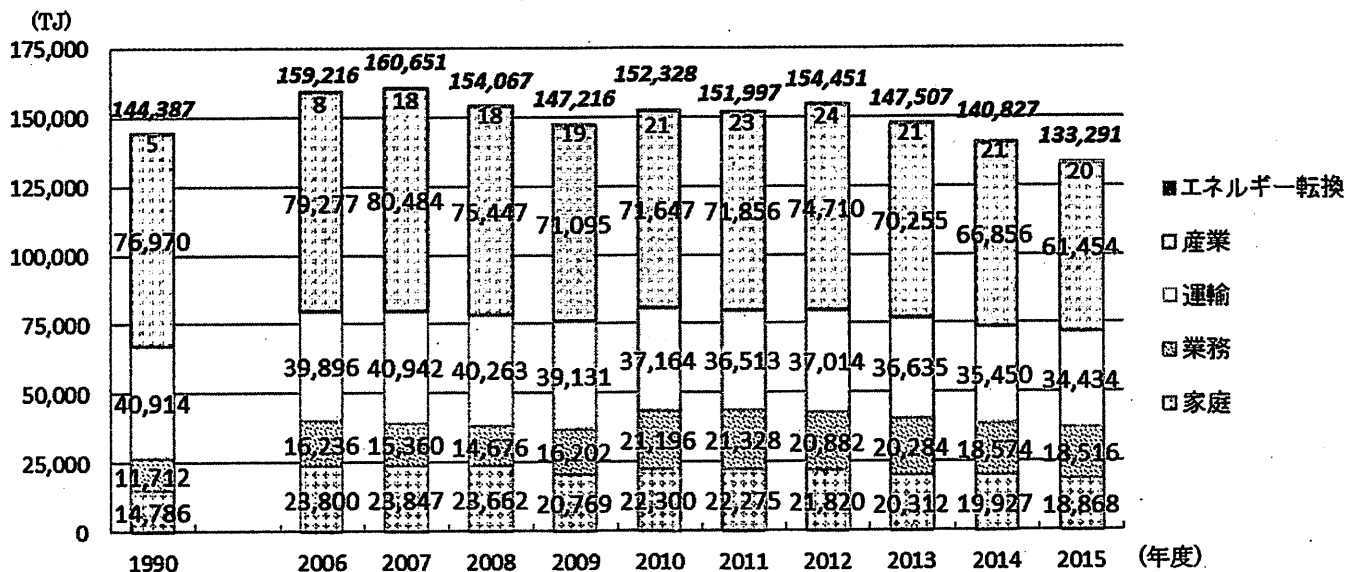 (TJ)
175,000
150,000
125,000
100,000
75,000
50,000
25,000
0
144,387 159,216 160,651 154,067 147,216 152,328 151,997 154,451 147,507 140,827 133,291
5 8 18 18 19 21 23 24 21 21 20
76,970 79,277 80,484 75,447 71,095 71,647 71,856 74,710 70,255 66,856 61,454
40,914 39,896 40,942 40,263 39,131 37,164 36,513 37,014 36,635 35,450 34,434
11,712 16,236 15,360 14,676 16,202 21,196 21,328 20,882 20,284 18,574 18,516
14,786 23,800 23,847 23,662 20,769 22,300 22,275 21,820 20,312 19,927 18,868
1990 2006 2007 2008 2009 2010 2011 2012 2013 2014 2015 (年度)
エネルギー転換
産業
運輸
業務
家庭